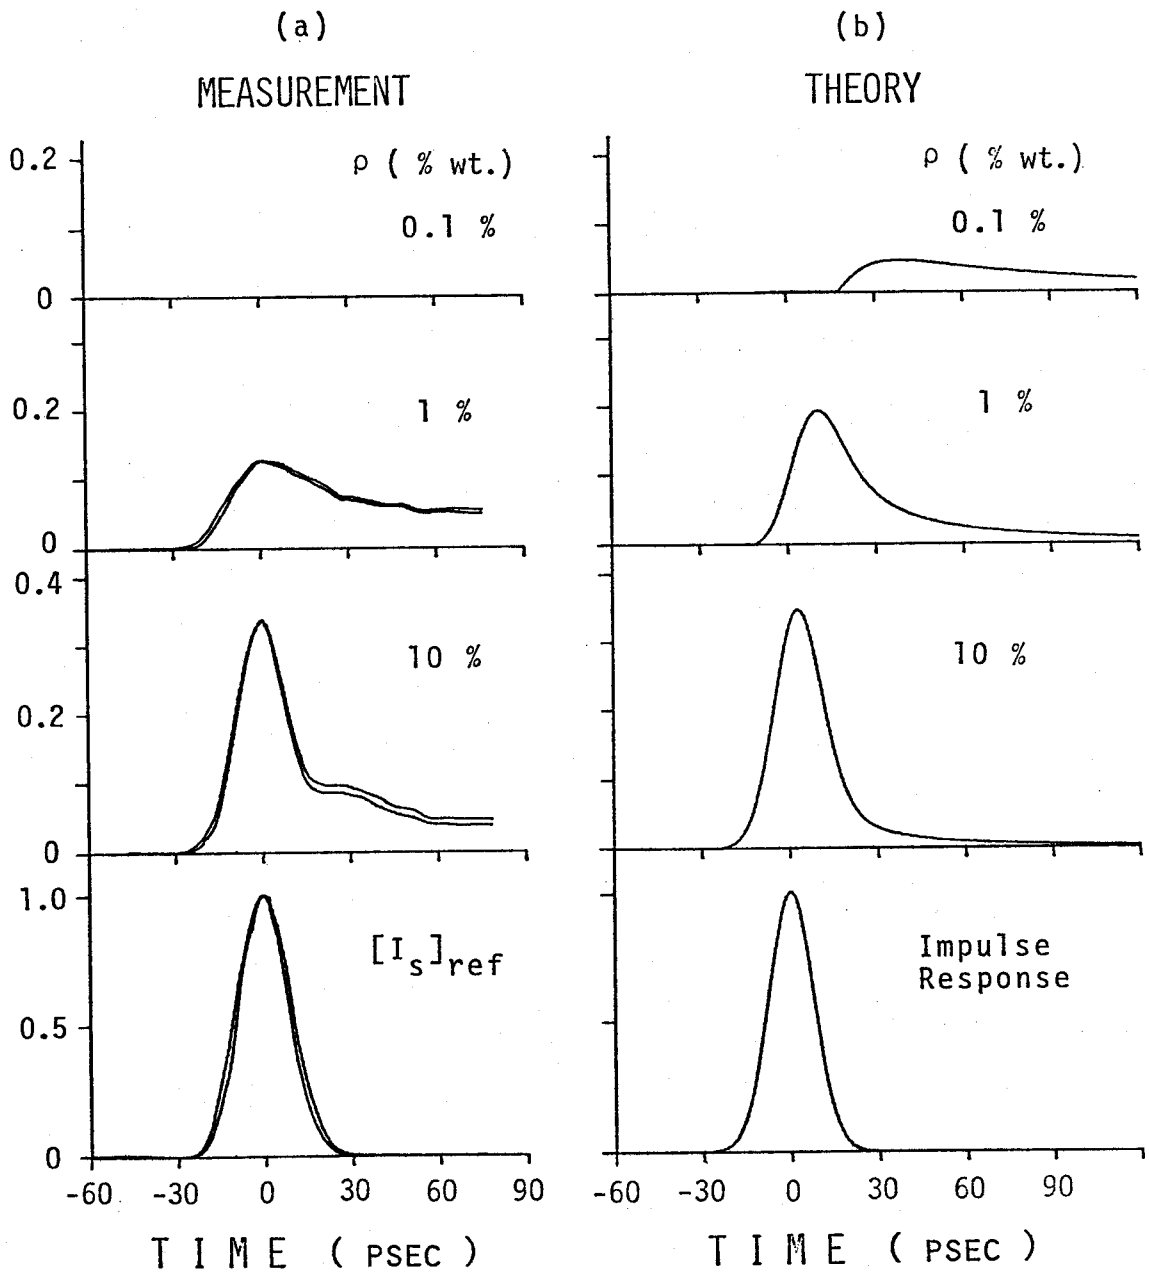 (a)
MEASUREMENT
0.2
ρ ( % wt.)
0.1 %
0
0.2
1 %
0
0.4
10 %
0.2
0
1.0
[Is]ref
0.5
0
-60 -30 0 30 60 90
TIME ( PSEC )
(b)
THEORY
ρ ( % wt.)
0.1 %
1 %
10 %
Impulse
Response
-60 -30 0 30 60 90
TIME ( PSEC )